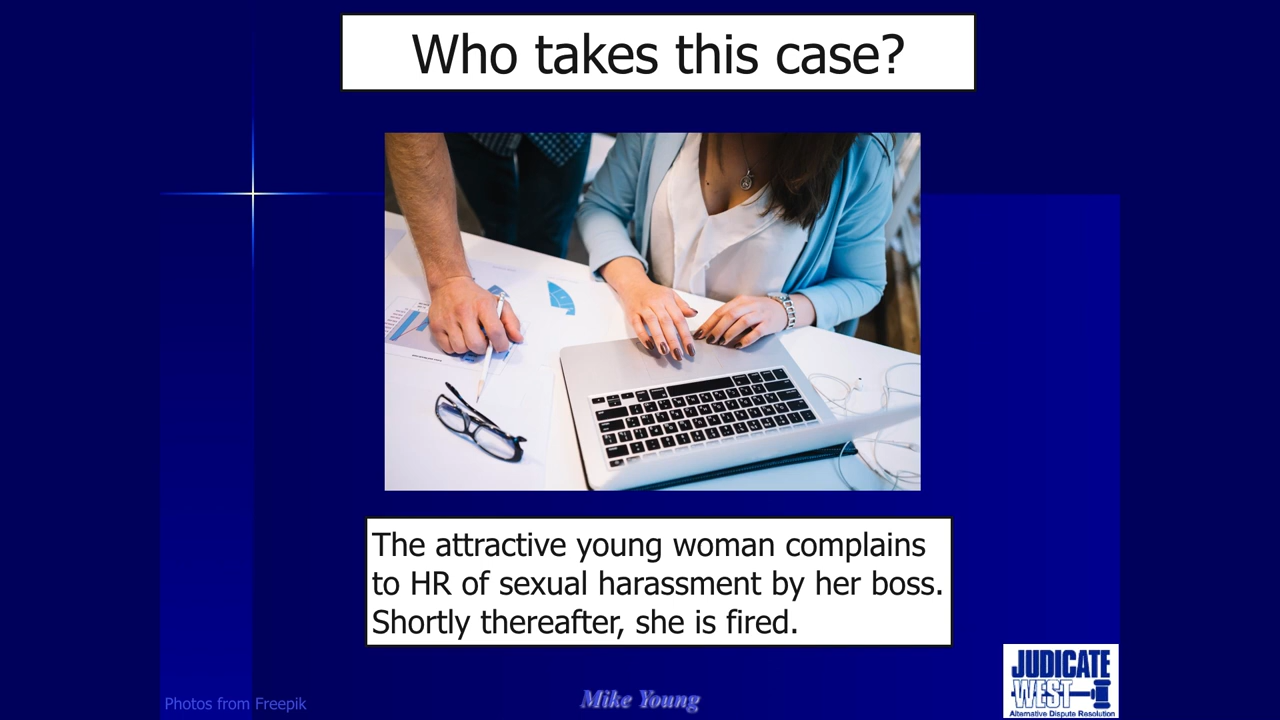 Who takes this case?
The attractive young woman complains
to HR of sexual harassment by her boss.
Shortly thereafter, she is fired.
Photos from Freepik
Mike Young
JUDICATE
WEST
Alternative Dispute Resolution